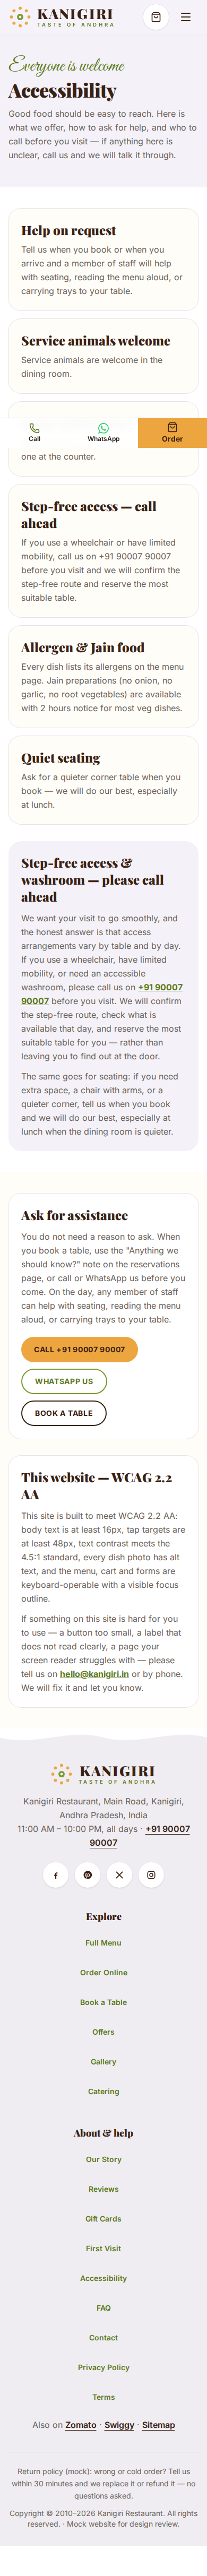 KANIGIRI
TASTE OF ANDHRA
Everyone is welcome
Accessibility
Good food should be easy to reach. Here is
what we offer, how to ask for help, and who to
call before you visit — if anything here is
unclear, call us and we will talk it through.
Help on request
Tell us when you book or when you
arrive and a member of staff will help
with seating, reading the menu aloud, or
carrying trays to your table.
Service animals welcome
Service animals are welcome in the
dining room.
Call
WhatsApp
Order
one at the counter.
Step-free access — call
ahead
If you use a wheelchair or have limited
mobility, call us on +91 90007 90007
before you visit and we will confirm the
step-free route and reserve the most
suitable table.
Allergen & Jain food
Every dish lists its allergens on the menu
page. Jain preparations (no onion, no
garlic, no root vegetables) are available
with 2 hours notice for most veg dishes.
Quiet seating
Ask for a quieter corner table when you
book — we will do our best, especially
at lunch.
Step-free access &
washroom — please call
ahead
We want your visit to go smoothly, and
the honest answer is that access
arrangements vary by table and by day.
If you use a wheelchair, have limited
mobility, or need an accessible
washroom, please call us on +91 90007
90007 before you visit. We will confirm
the step-free route, check what is
available that day, and reserve the most
suitable table for you — rather than
leaving you to find out at the door.
The same goes for seating: if you need
extra space, a chair with arms, or a
quieter corner, tell us when you book
and we will do our best, especially at
lunch when the dining room is quieter.
Ask for assistance
You do not need a reason to ask. When
you book a table, use the "Anything we
should know?" note on the reservations
page, or call or WhatsApp us before you
come. On the day, any member of staff
can help with seating, reading the menu
aloud, or carrying trays to your table.
CALL +91 90007 90007
WHATSAPP US
BOOK A TABLE
This website — WCAG 2.2
AA
This site is built to meet WCAG 2.2 AA:
body text is at least 16px, tap targets are
at least 48px, text contrast meets the
4.5:1 standard, every dish photo has alt
text, and the menu, cart and forms are
keyboard-operable with a visible focus
outline.
If something on this site is hard for you
to use — a button too small, a label that
does not read clearly, a page your
screen reader struggles with — please
tell us on hello@kanigiri.in or by phone.
We will fix it and let you know.
KANIGIRI
TASTE OF ANDHRA
Kanigiri Restaurant, Main Road, Kanigiri,
Andhra Pradesh, India
11:00 AM – 10:00 PM, all days · +91 90007
90007
Explore
Full Menu
Order Online
Book a Table
Offers
Gallery
Catering
About & help
Our Story
Reviews
Gift Cards
First Visit
Accessibility
FAQ
Contact
Privacy Policy
Terms
Also on Zomato · Swiggy · Sitemap
Return policy (mock): wrong or cold order? Tell us
within 30 minutes and we replace it or refund it — no
questions asked.
Copyright © 2010–2026 Kanigiri Restaurant. All rights
reserved. · Mock website for design review.